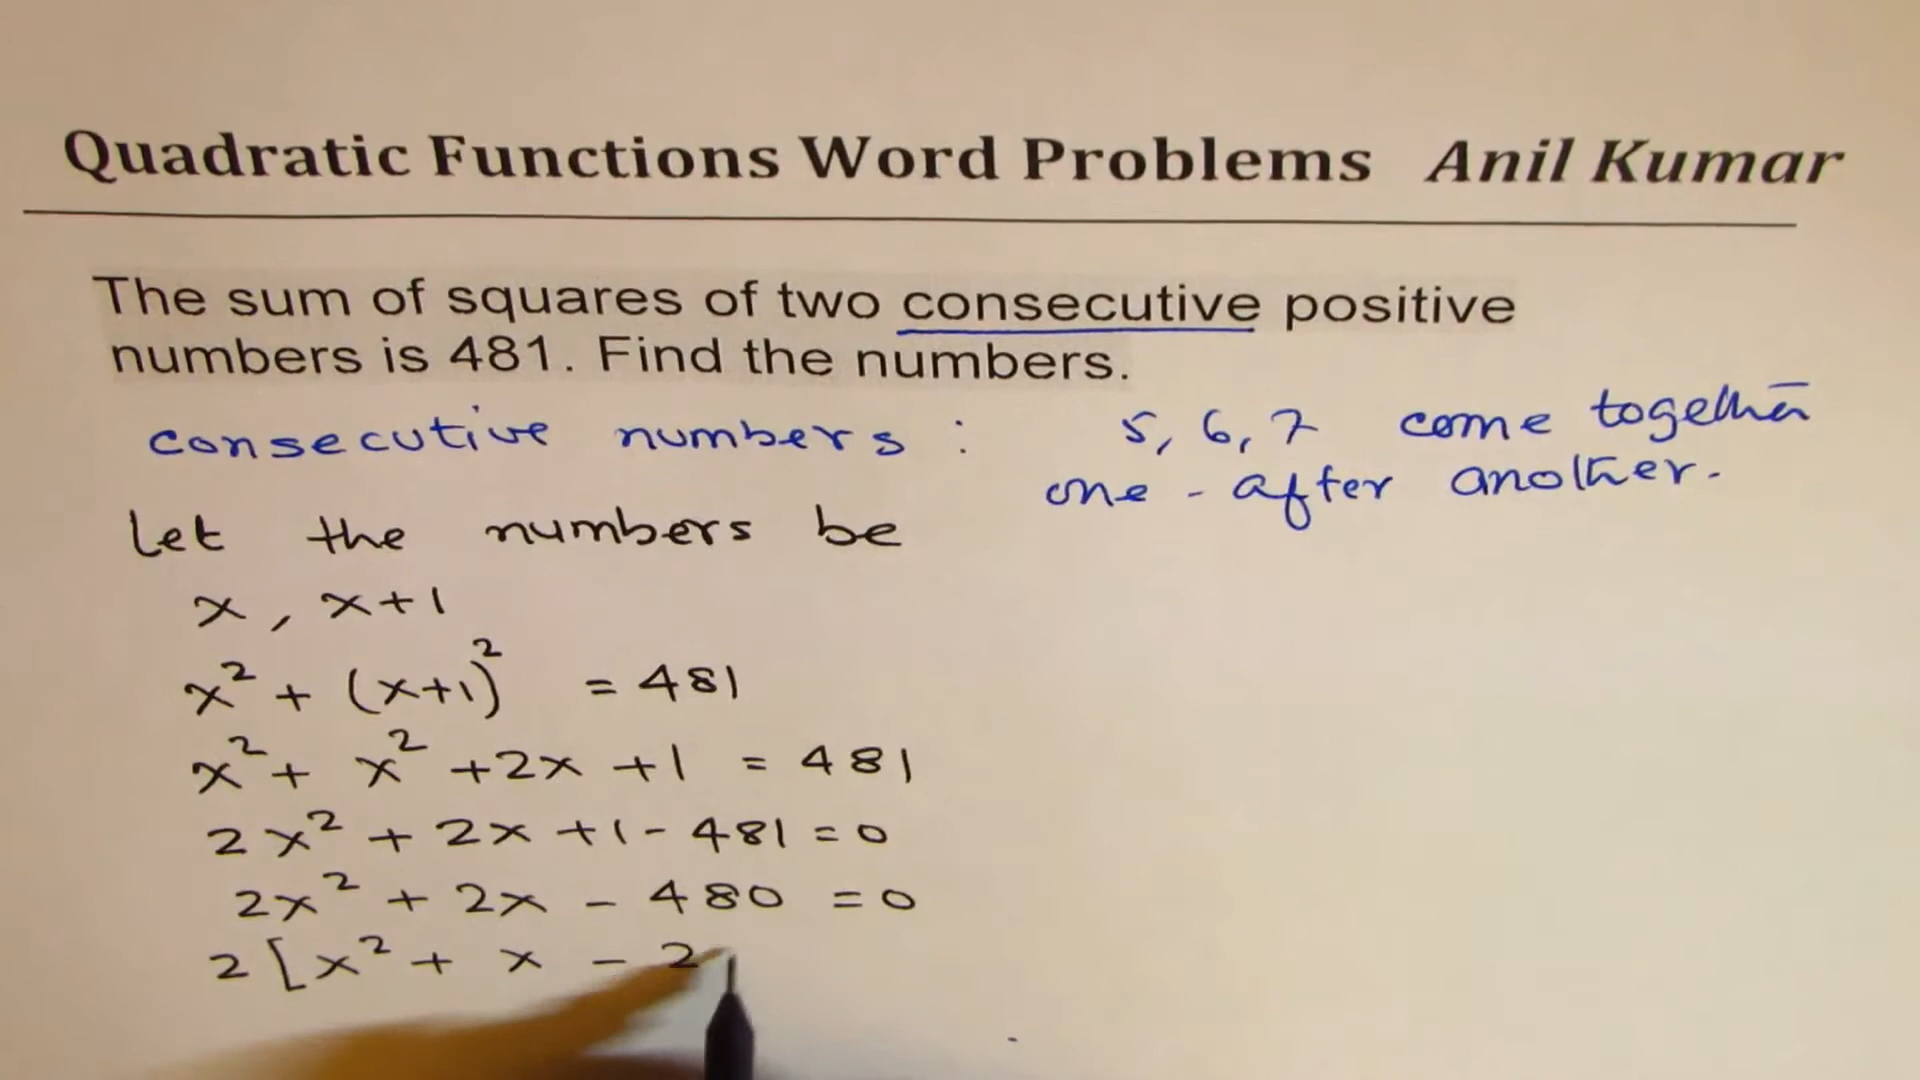 Quadratic Functions Word Problems Anil Kumar
The sum of squares of two consecutive positive
numbers is 481. Find the numbers.
consecutive numbers : 5, 6, 7 come together
one - after another.
Let the numbers be
x , x+1
x² + (x+1)² = 481
x² + x² +2x +1 = 481
2x² + 2x +1 - 481 = 0
2x² + 2x - 480 = 0
2 [x² + x - 2